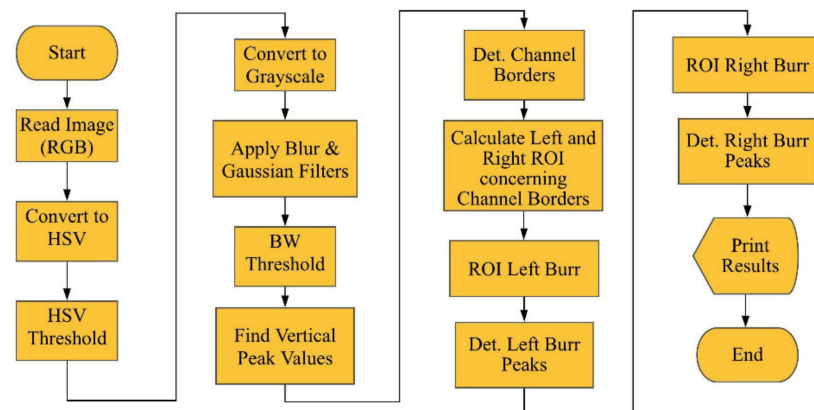 Start
Read Image
(RGB)
Convert to
HSV
HSV
Threshold
Convert to
Grayscale
Apply Blur &
Gaussian Filters
BW
Threshold
Find Vertical
Peak Values
Det. Channel
Borders
Calculate Left and
Right ROI
concerning
Channel Borders
ROI Left Burr
Det. Left Burr
Peaks
ROI Right Burr
Det. Right Burr
Peaks
Print
Results
End